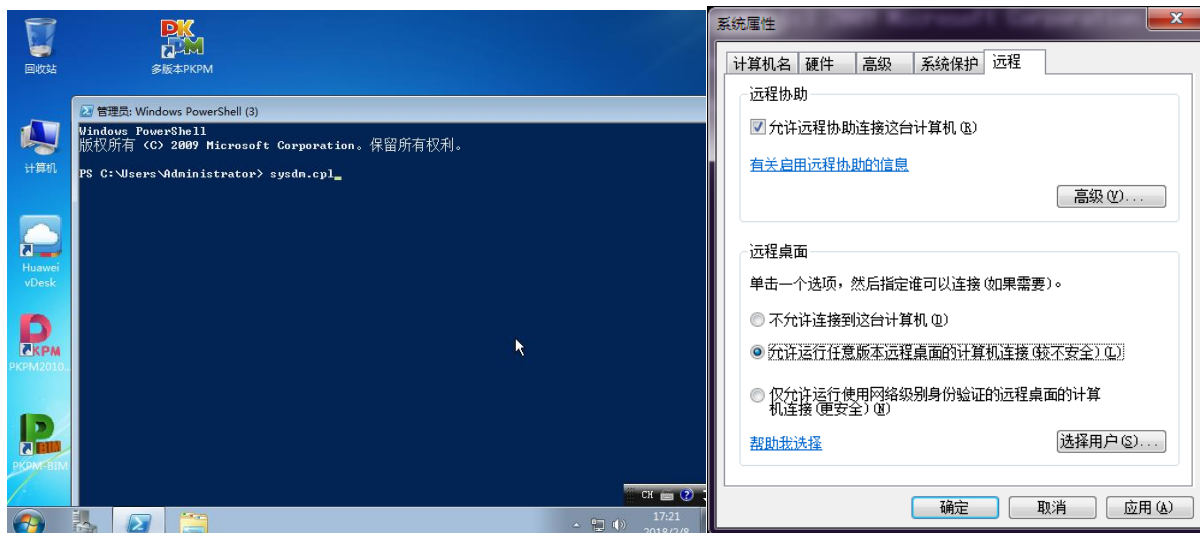 回收站
多版本PKPM
管理员: Windows PowerShell (3)
Windows PowerShell
版权所有 (C) 2009 Microsoft Corporation。保留所有权利。
PS C:\Users\Administrator> sysdm.cpl_
计算机
Huawei
vDesk
PKPM
PKPM2010...
BIM
PKPM-BIM
CH
17:21
2018/2/8
系统属性
计算机名 硬件 高级 系统保护 远程
远程协助
允许远程协助连接这台计算机(R)
有关启用远程协助的信息
高级(V)...
远程桌面
单击一个选项，然后指定谁可以连接(如果需要)。
不允许连接到这台计算机(D)
允许运行任意版本远程桌面的计算机连接(较不安全)(L)
仅允许运行使用网络级别身份验证的远程桌面的计算
机连接(更安全)(N)
帮助我选择
选择用户(S)...
确定 取消 应用(A)